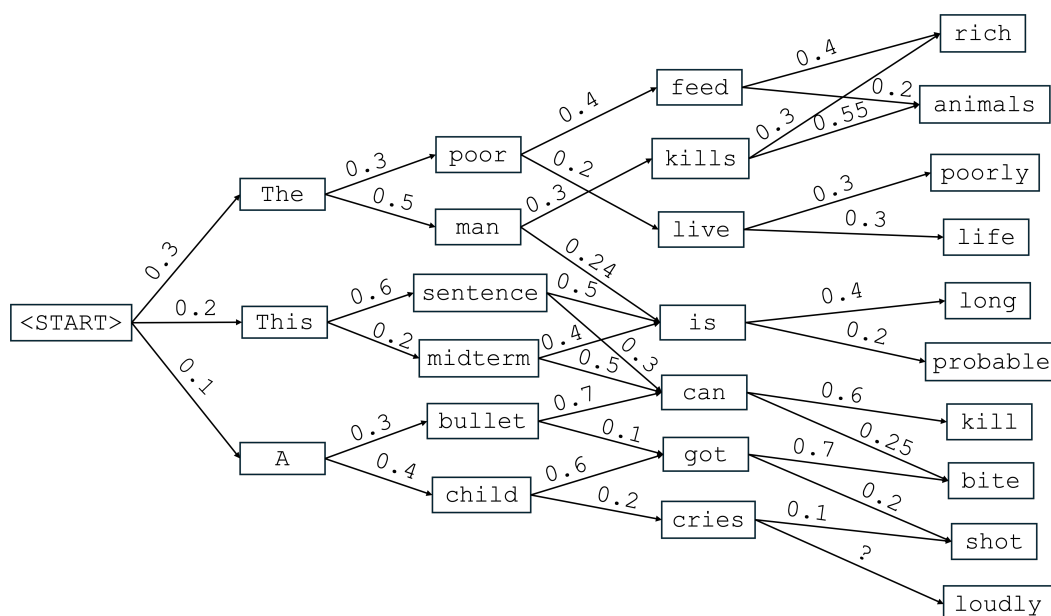 <START>
0.3
0.2
0.1
The
This
A
0.3
0.5
0.6
0.2
0.3
0.4
poor
man
sentence
midterm
bullet
child
0.4
0.2
0.3
0.24
0.5
0.3
0.4
0.5
0.7
0.1
0.6
0.2
feed
kills
live
is
can
got
cries
0.4
0.2
0.3
0.55
0.3
0.3
0.4
0.2
0.6
0.25
0.7
0.2
0.1
?
rich
animals
poorly
life
long
probable
kill
bite
shot
loudly